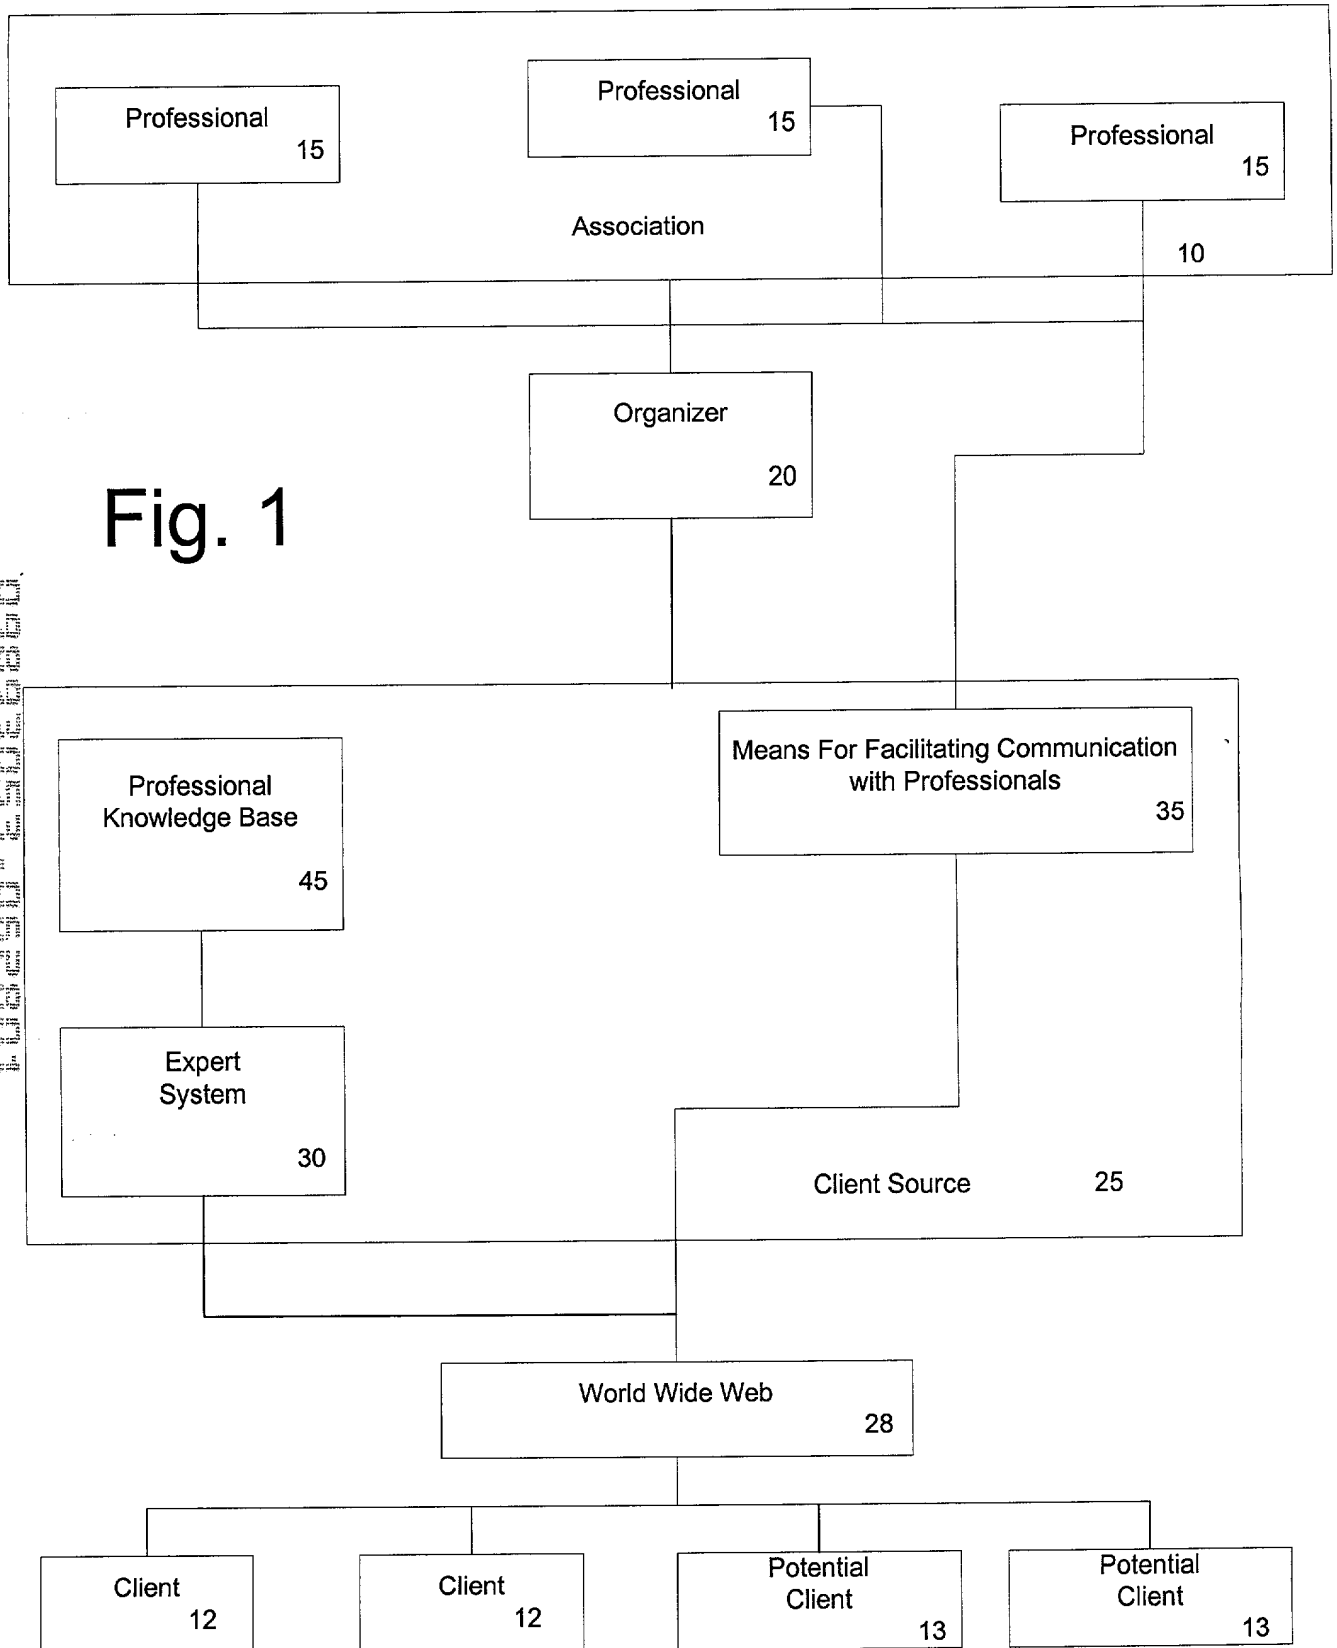 Professional
15
Professional
15
Professional
15
Association
10
Organizer
20
Fig. 1
Means For Facilitating Communication
with Professionals
35
Professional
Knowledge Base
45
Expert
System
30
Client Source 25
World Wide Web
28
Client
12
Client
12
Potential
Client
13
Potential
Client
13